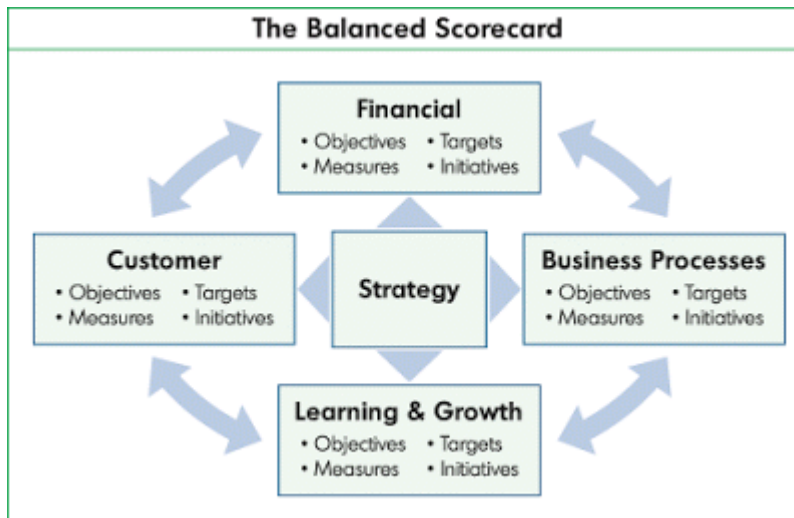 The Balanced Scorecard
Financial
• Objectives • Targets
• Measures • Initiatives
Customer
• Objectives • Targets
• Measures • Initiatives
Strategy
Business Processes
• Objectives • Targets
• Measures • Initiatives
Learning & Growth
• Objectives • Targets
• Measures • Initiatives